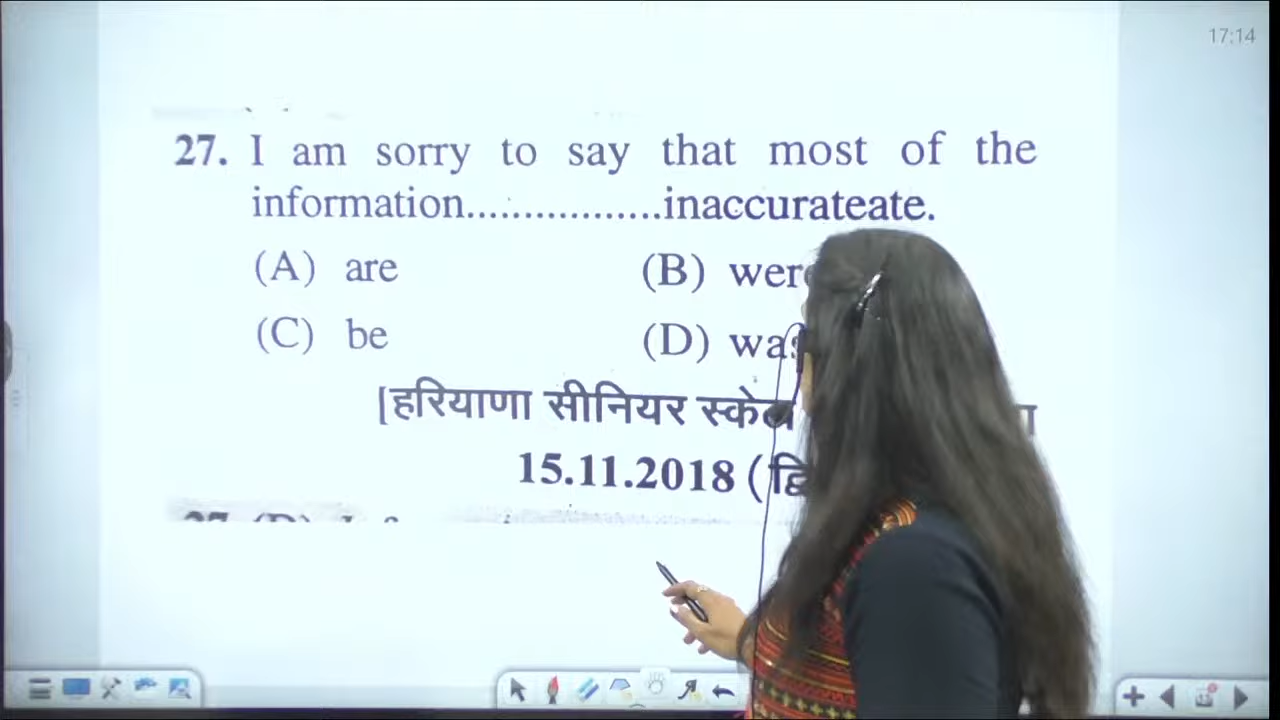 17:14
27. I am sorry to say that most of the
information.................inaccurateate.
(A) are
(B) were
(C) be
(D) was
[हरियाणा सीनियर स्केल
15.11.2018 (द्वि